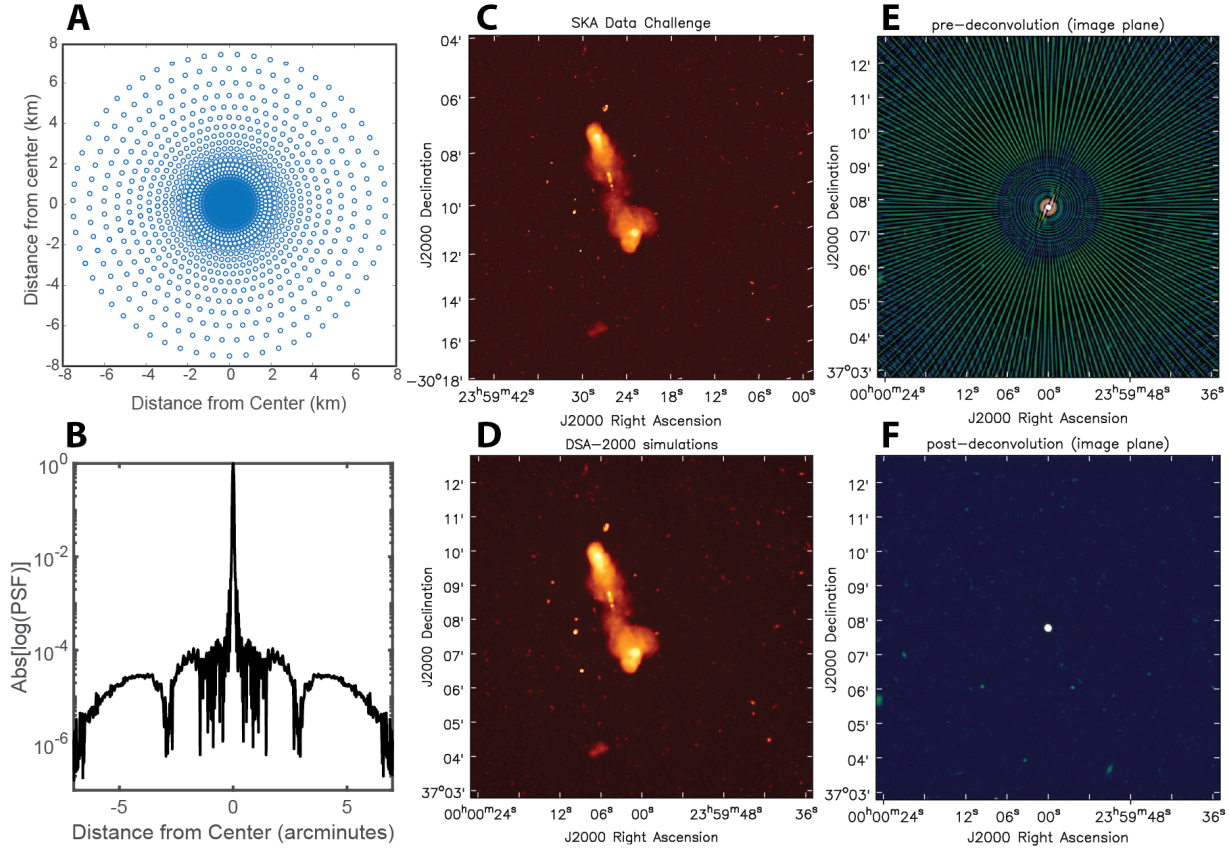 A
8
6
4
2
0
-2
-4
-6
-8
-8 -6 -4 -2 0 2 4 6 8
Distance from center (km)
Distance from Center (km)
B
10⁰
10⁻²
10⁻⁴
10⁻⁶
-5 0 5
Abs[log(PSF)]
Distance from Center (arcminutes)
C
SKA Data Challenge
04'
06'
08'
10'
12'
14'
16'
−30°18'
23ʰ59ᵐ42ˢ 30ˢ 24ˢ 18ˢ 12ˢ 06ˢ 00ˢ
J2000 Declination
J2000 Right Ascension
D
DSA−2000 simulations
12'
11'
10'
09'
08'
07'
06'
05'
04'
37°03'
00ʰ00ᵐ24ˢ 12ˢ 06ˢ 00ˢ 23ʰ59ᵐ48ˢ 36ˢ
J2000 Declination
J2000 Right Ascension
E
pre−deconvolution (image plane)
12'
11'
10'
09'
08'
07'
06'
05'
04'
37°03'
00ʰ00ᵐ24ˢ 12ˢ 06ˢ 00ˢ 23ʰ59ᵐ48ˢ 36ˢ
J2000 Declination
J2000 Right Ascension
F
post−deconvolution (image plane)
12'
11'
10'
09'
08'
07'
06'
05'
04'
37°03'
00ʰ00ᵐ24ˢ 12ˢ 06ˢ 00ˢ 23ʰ59ᵐ48ˢ 36ˢ
J2000 Declination
J2000 Right Ascension